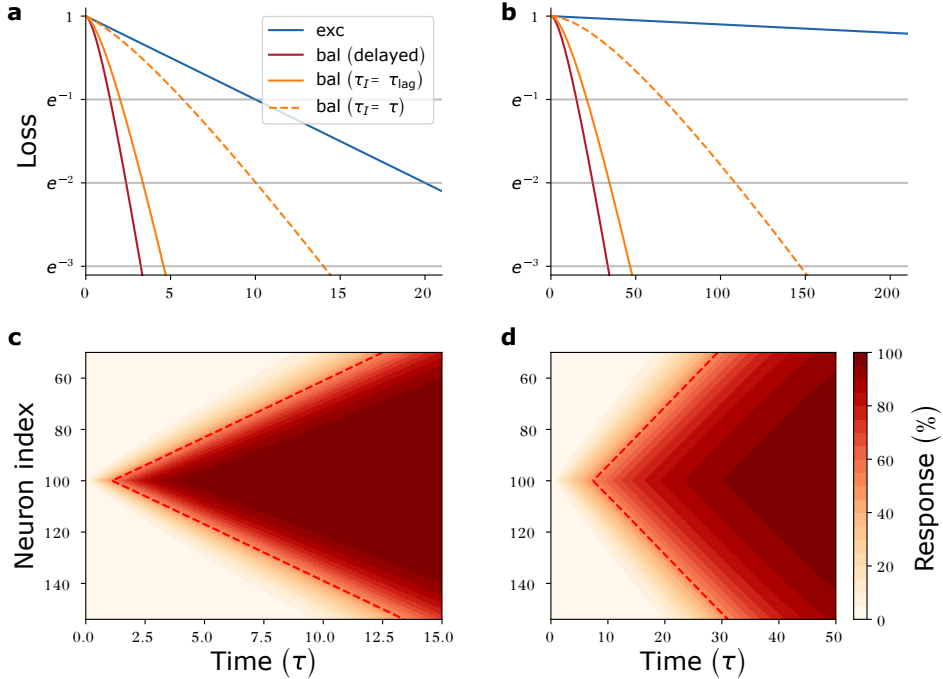 a
b
exc
bal (delayed)
bal (τ_I = τ_lag)
bal (τ_I = τ)
1
e^{-1}
e^{-2}
e^{-3}
Loss
0 5 10 15 20
1
e^{-1}
e^{-2}
e^{-3}
0 50 100 150 200
c
d
60
80
100
120
140
Neuron index
0.0 2.5 5.0 7.5 10.0 12.5 15.0
Time (τ)
60
80
100
120
140
0 10 20 30 40 50
Time (τ)
100
80
60
40
20
0
Response (%)